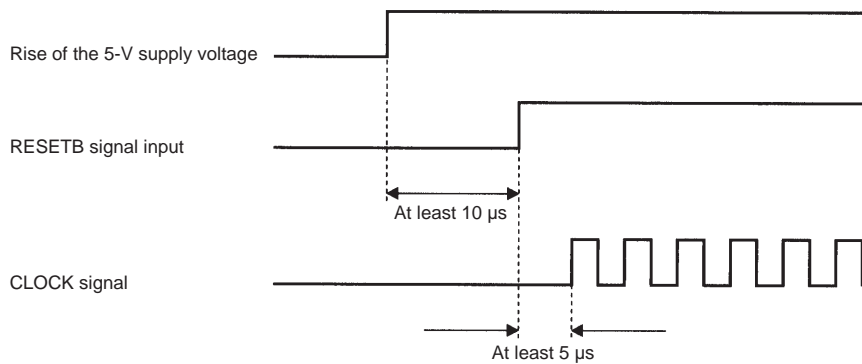 Rise of the 5-V supply voltage
RESETB signal input
At least 10 µs
CLOCK signal
At least 5 µs